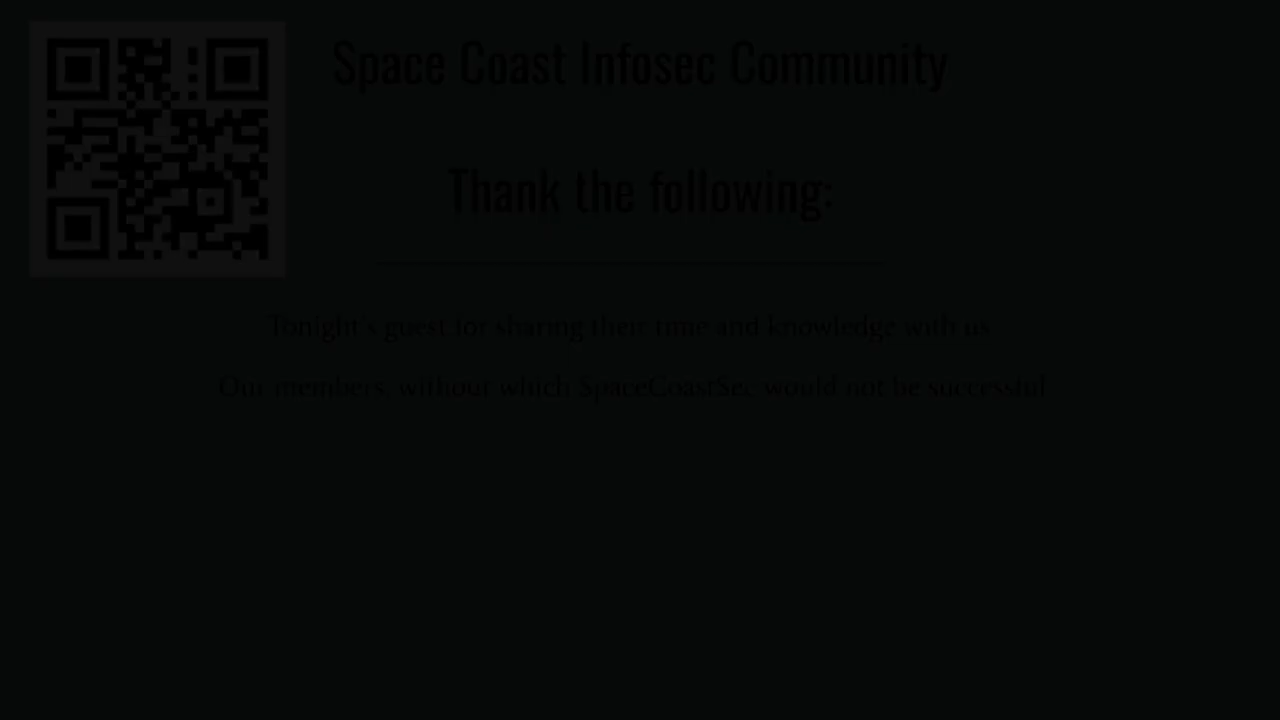 Space Coast Infosec Community
Thank the following:
Tonight's guest for sharing their time and knowledge with us
Our members, without which SpaceCoastSec would not be successful